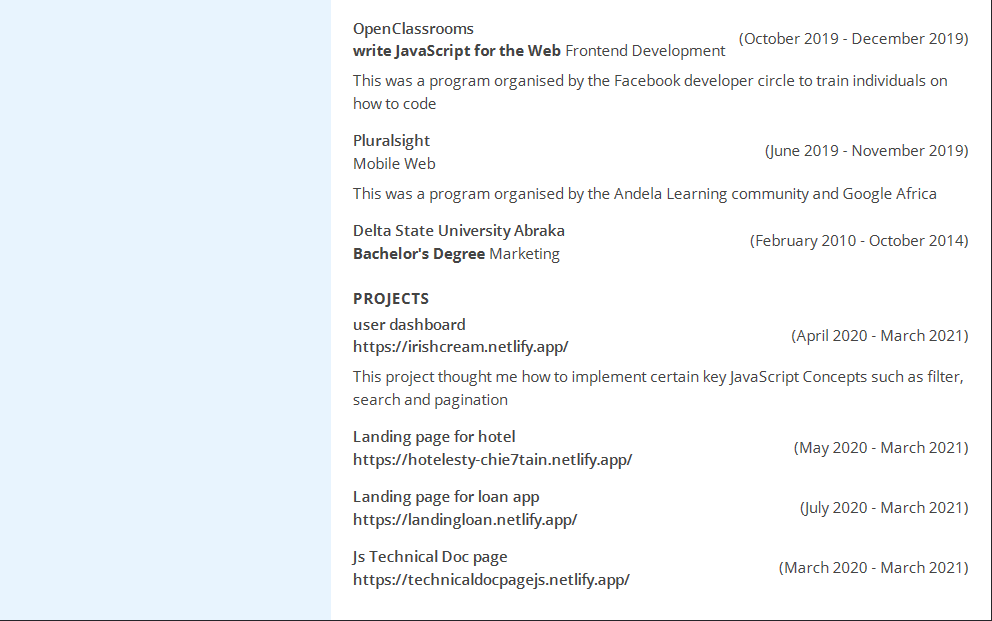 OpenClassrooms
(October 2019 - December 2019)
write JavaScript for the Web Frontend Development
This was a program organised by the Facebook developer circle to train individuals on
how to code
Pluralsight
(June 2019 - November 2019)
Mobile Web
This was a program organised by the Andela Learning community and Google Africa
Delta State University Abraka
(February 2010 - October 2014)
Bachelor's Degree Marketing
PROJECTS
user dashboard
(April 2020 - March 2021)
https://irishcream.netlify.app/
This project thought me how to implement certain key JavaScript Concepts such as filter,
search and pagination
Landing page for hotel
(May 2020 - March 2021)
https://hotelesty-chie7tain.netlify.app/
Landing page for loan app
(July 2020 - March 2021)
https://landingloan.netlify.app/
Js Technical Doc page
(March 2020 - March 2021)
https://technicaldocpagejs.netlify.app/